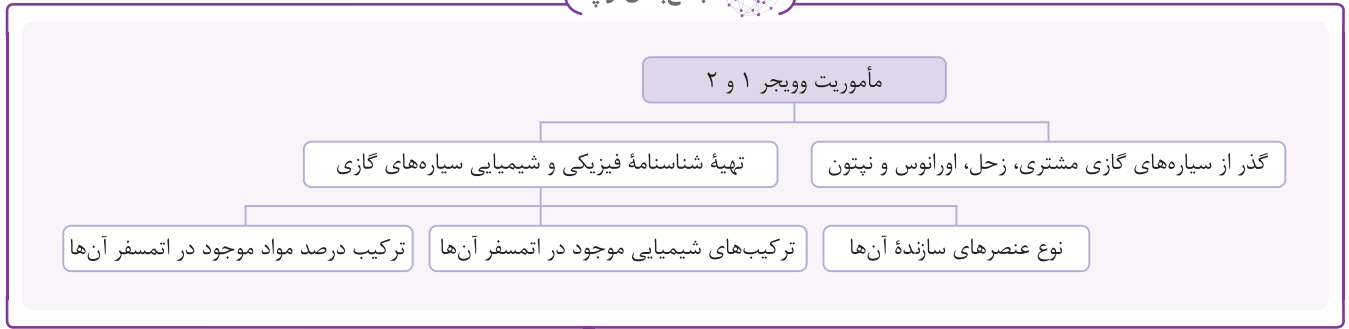 مأموریت وویجر ۱ و ۲
گذر از سیاره‌های گازی مشتری، زحل، اورانوس و نپتون
تهیهٔ شناسنامهٔ فیزیکی و شیمیایی سیاره‌های گازی
نوع عنصرهای سازندهٔ آن‌ها
ترکیب‌های شیمیایی موجود در اتمسفر آن‌ها
ترکیب درصد مواد موجود در اتمسفر آن‌ها